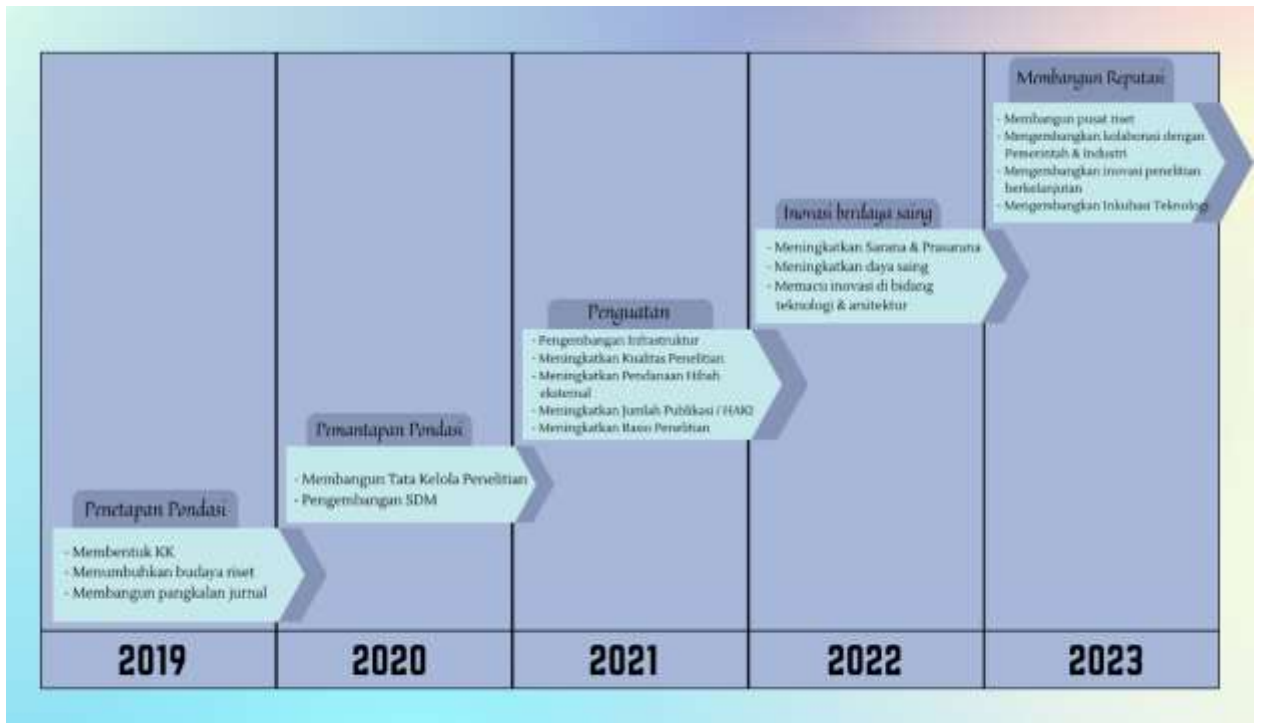 Penetapan Pondasi
- Membentuk KK
- Menumbuhkan budaya riset
- Membangun pangkalan jurnal
2019
Pemantapan Pondasi
- Membangun Tata Kelola Penelitian
- Pengembangan SDM
2020
Penguatan
- Pengembangan Infrastruktur
- Meningkatkan Kualitas Penelitian
- Meningkatkan Pendanaan Hibah
eksternal
- Meningkatkan Jumlah Publikasi / HAKI
- Meningkatkan Rasio Penelitian
2021
Inovasi berdaya saing
- Meningkatkan Sarana & Prasarana
- Meningkatkan daya saing
- Memacu inovasi di bidang
teknologi & arsitektur
2022
Membangun Reputasi
- Membangun pusat riset
- Mengembangkan kolaborasi dengan
Pemerintah & Industri
- Mengembangkan inovasi penelitian
berkelanjutan
- Mengembangkan Inkubasi Teknologi
2023